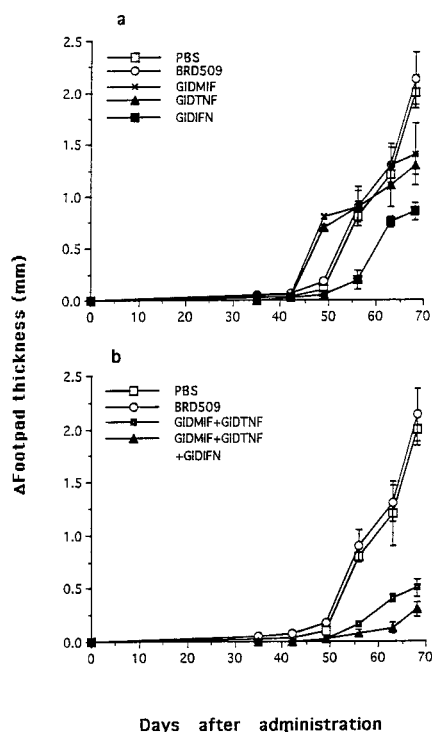 a
2.5
PBS
BRD509
GIDMIF
GIDTNF
GIDIFN
2.0
1.5
1.0
0.5
0.0
0 10 20 30 40 50 60 70
b
2.5
PBS
BRD509
GIDMIF+GIDTNF
GIDMIF+GIDTNF
+GIDIFN
2.0
1.5
1.0
0.5
0.0
0 10 20 30 40 50 60 70
ΔFootpad thickness (mm)
Days after administration